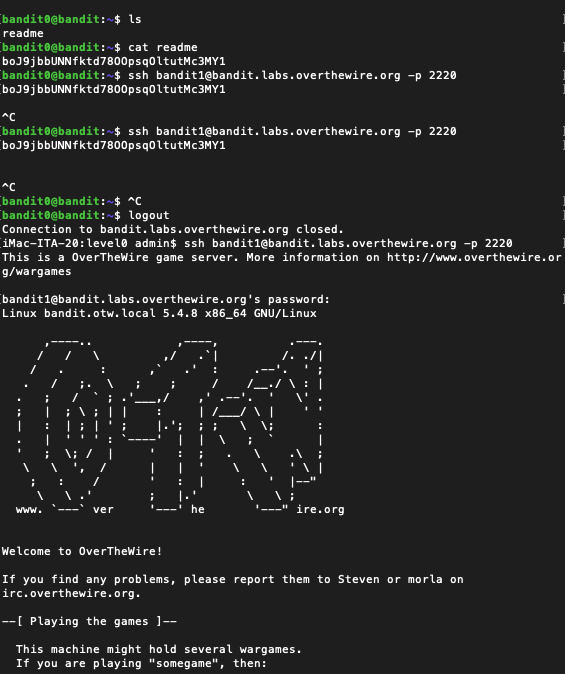 [bandit0@bandit:~$ ls
readme
[bandit0@bandit:~$ cat readme
boJ9jbbUNNfktd78OOpsqOltutMc3MY1
[bandit0@bandit:~$ ssh bandit1@bandit.labs.overthewire.org -p 2220
boJ9jbbUNNfktd78OOpsqOltutMc3MY1

^C
[bandit0@bandit:~$ ssh bandit1@bandit.labs.overthewire.org -p 2220
boJ9jbbUNNfktd78OOpsqOltutMc3MY1


^C
[bandit0@bandit:~$ ^C
[bandit0@bandit:~$ logout
Connection to bandit.labs.overthewire.org closed.
[iMac-ITA-20:level0 admin$ ssh bandit1@bandit.labs.overthewire.org -p 2220
This is a OverTheWire game server. More information on http://www.overthewire.or
g/wargames

[bandit1@bandit.labs.overthewire.org's password:
Linux bandit.otw.local 5.4.8 x86_64 GNU/Linux

www. `---` ver '---' he '---" ire.org

Welcome to OverTheWire!

If you find any problems, please report them to Steven or morla on
irc.overthewire.org.

--[ Playing the games ]--

This machine might hold several wargames.
If you are playing "somegame", then: